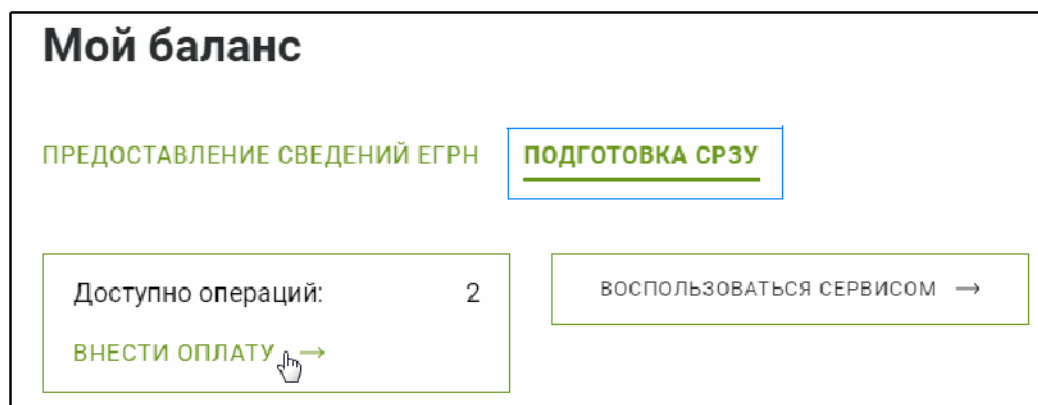 Мой баланс
ПРЕДОСТАВЛЕНИЕ СВЕДЕНИЙ ЕГРН ПОДГОТОВКА СРЗУ
Доступно операций: 2
ВОСПОЛЬЗОВАТЬСЯ СЕРВИСОМ →
ВНЕСТИ ОПЛАТУ →